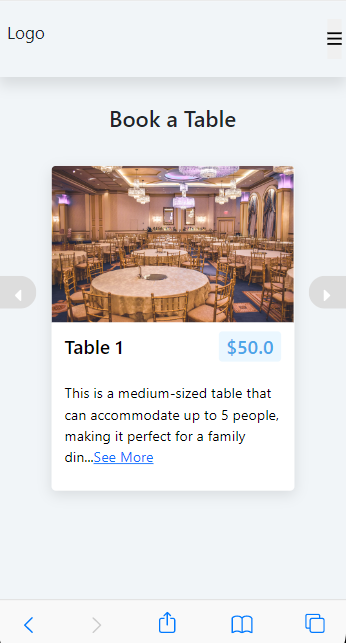 Logo
Book a Table
Table 1
$50.0
This is a medium-sized table that
can accommodate up to 5 people,
making it perfect for a family
din...See More